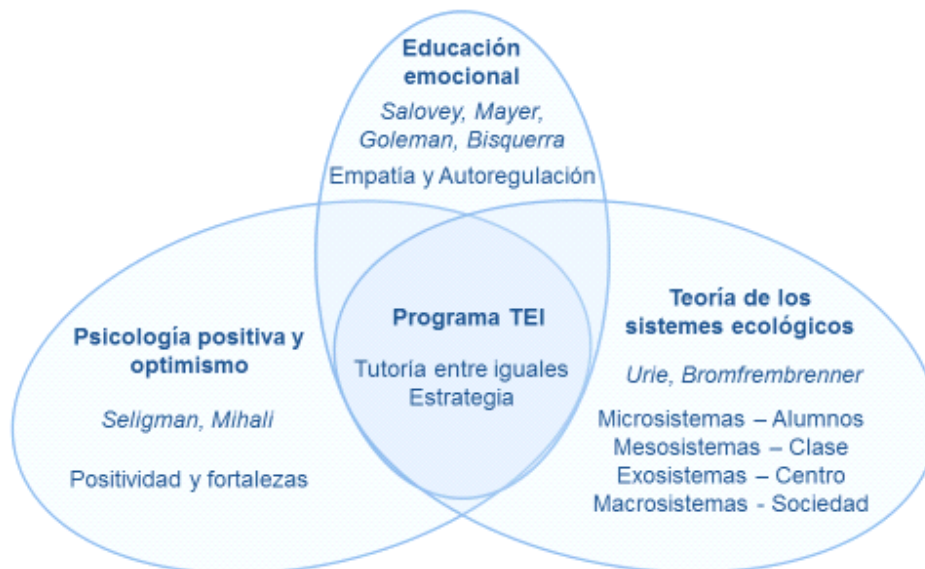 Educación
emocional
Salovey, Mayer,
Goleman, Bisquerra
Empatía y Autoregulación
Psicología positiva y
optimismo
Seligman, Mihali
Positividad y fortalezas
Programa TEI
Tutoría entre iguales
Estrategia
Teoría de los
sistemas ecológicos
Urie, Bromfrembrenner
Microsistemas – Alumnos
Mesosistemas – Clase
Exosistemas – Centro
Macrosistemas - Sociedad